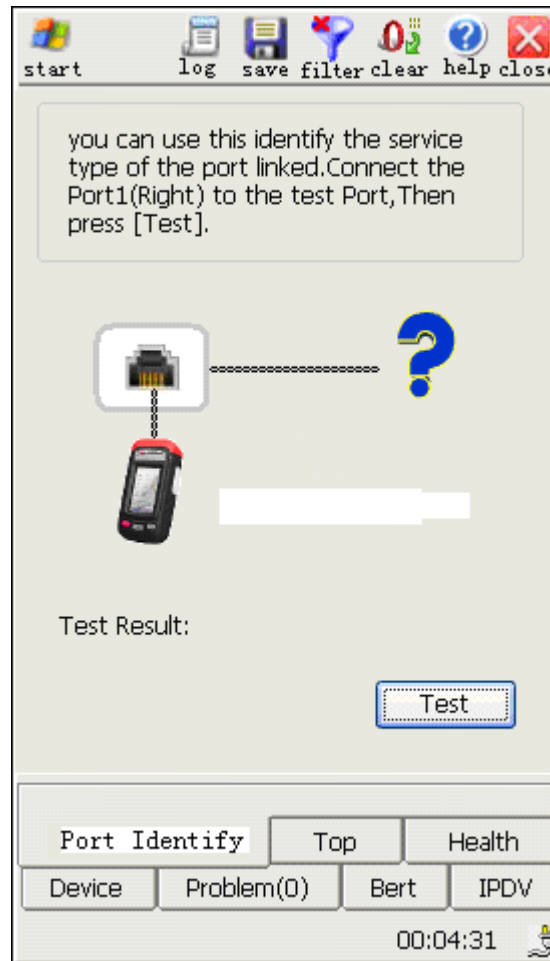 start log save filter clear help close
you can use this identify the service
type of the port linked.Connect the
Port1(Right) to the test Port,Then
press [Test].
Test Result:
Test
Port Identify Top Health
Device Problem(0) Bert IPDV
00:04:31